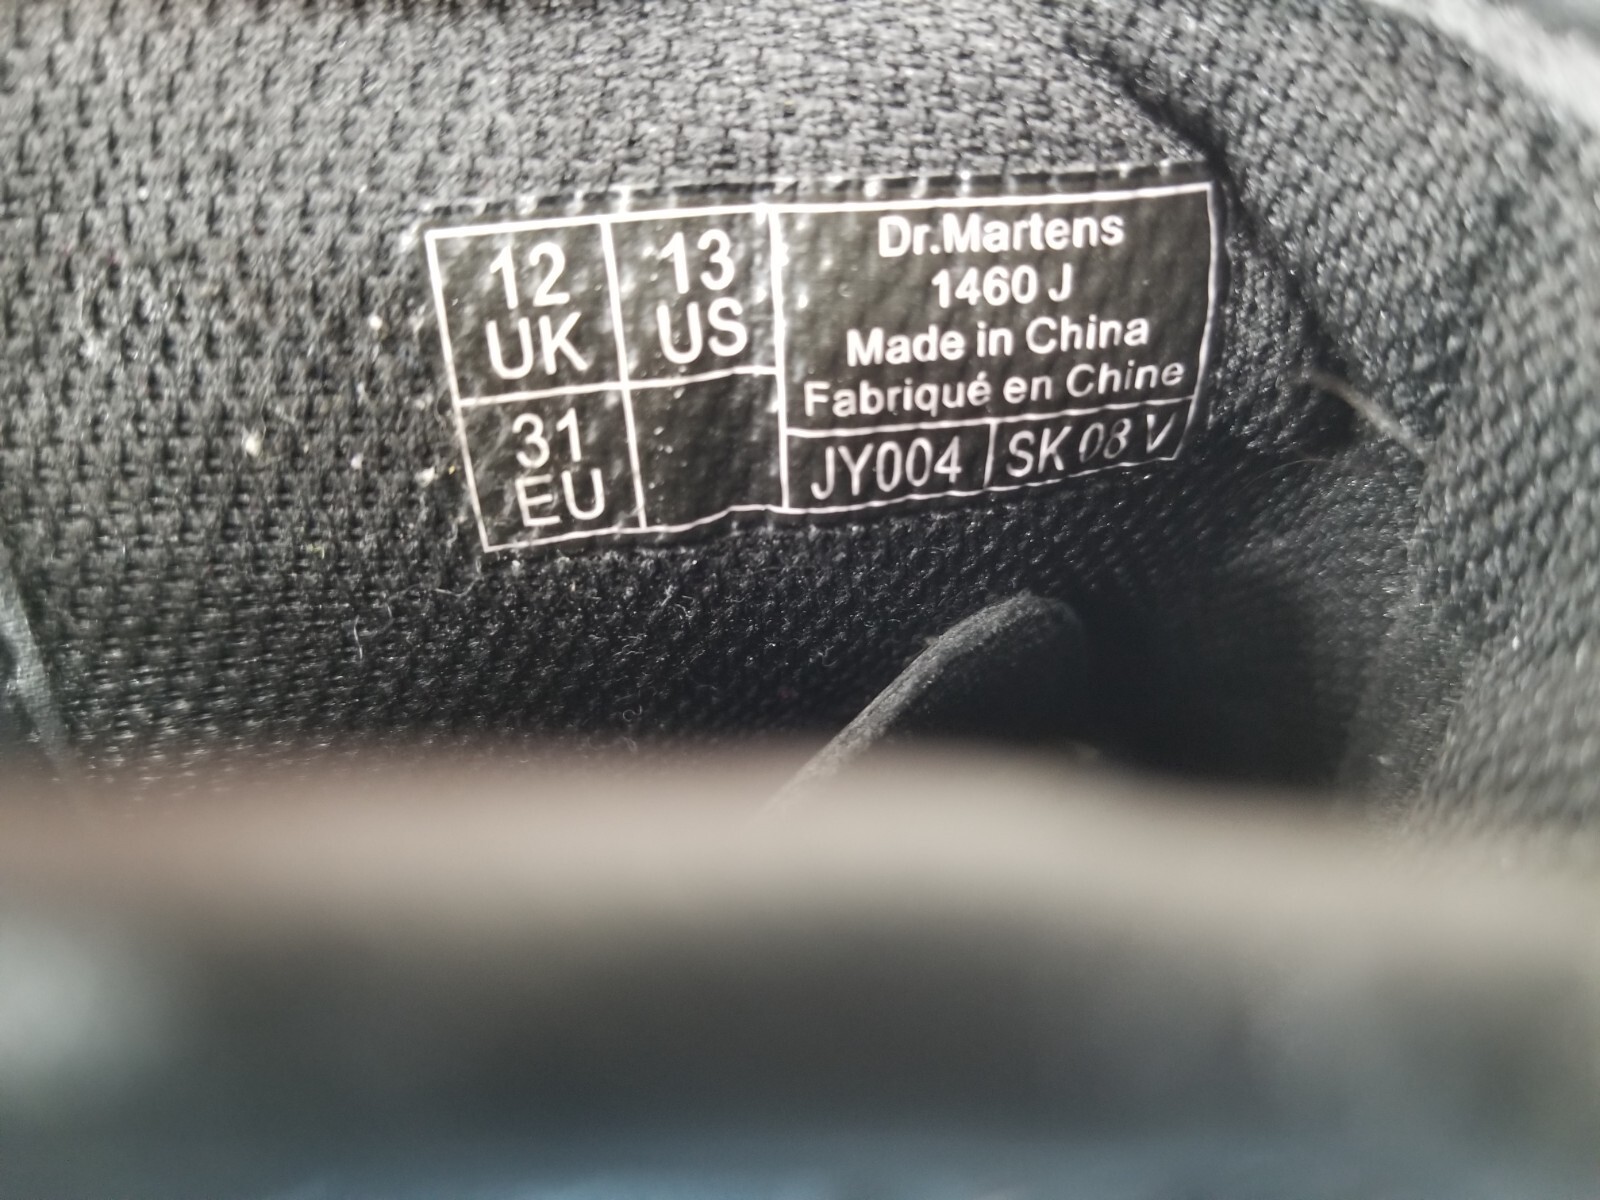 12
UK
13
US
31
EU
Dr.Martens
1460 J
Made in China
Fabriqué en Chine
JY004
SK 08 V